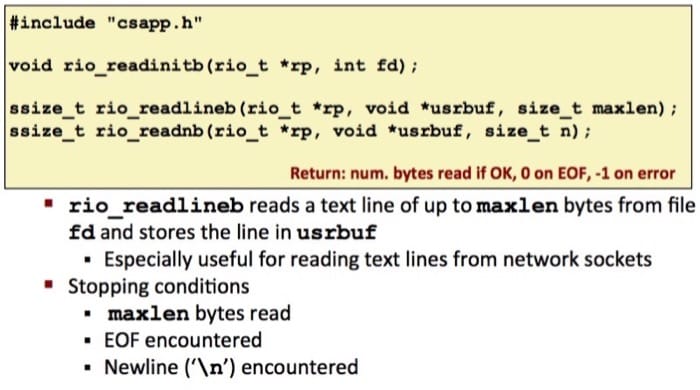 #include "csapp.h"
void rio_readinitb(rio_t *rp, int fd);
ssize_t rio_readlineb(rio_t *rp, void *usrbuf, size_t maxlen);
ssize_t rio_readnb(rio_t *rp, void *usrbuf, size_t n);
Return: num. bytes read if OK, 0 on EOF, -1 on error
▪ rio_readlineb reads a text line of up to maxlen bytes from file
fd and stores the line in usrbuf
▪ Especially useful for reading text lines from network sockets
▪ Stopping conditions
▪ maxlen bytes read
▪ EOF encountered
▪ Newline (‘\n’) encountered